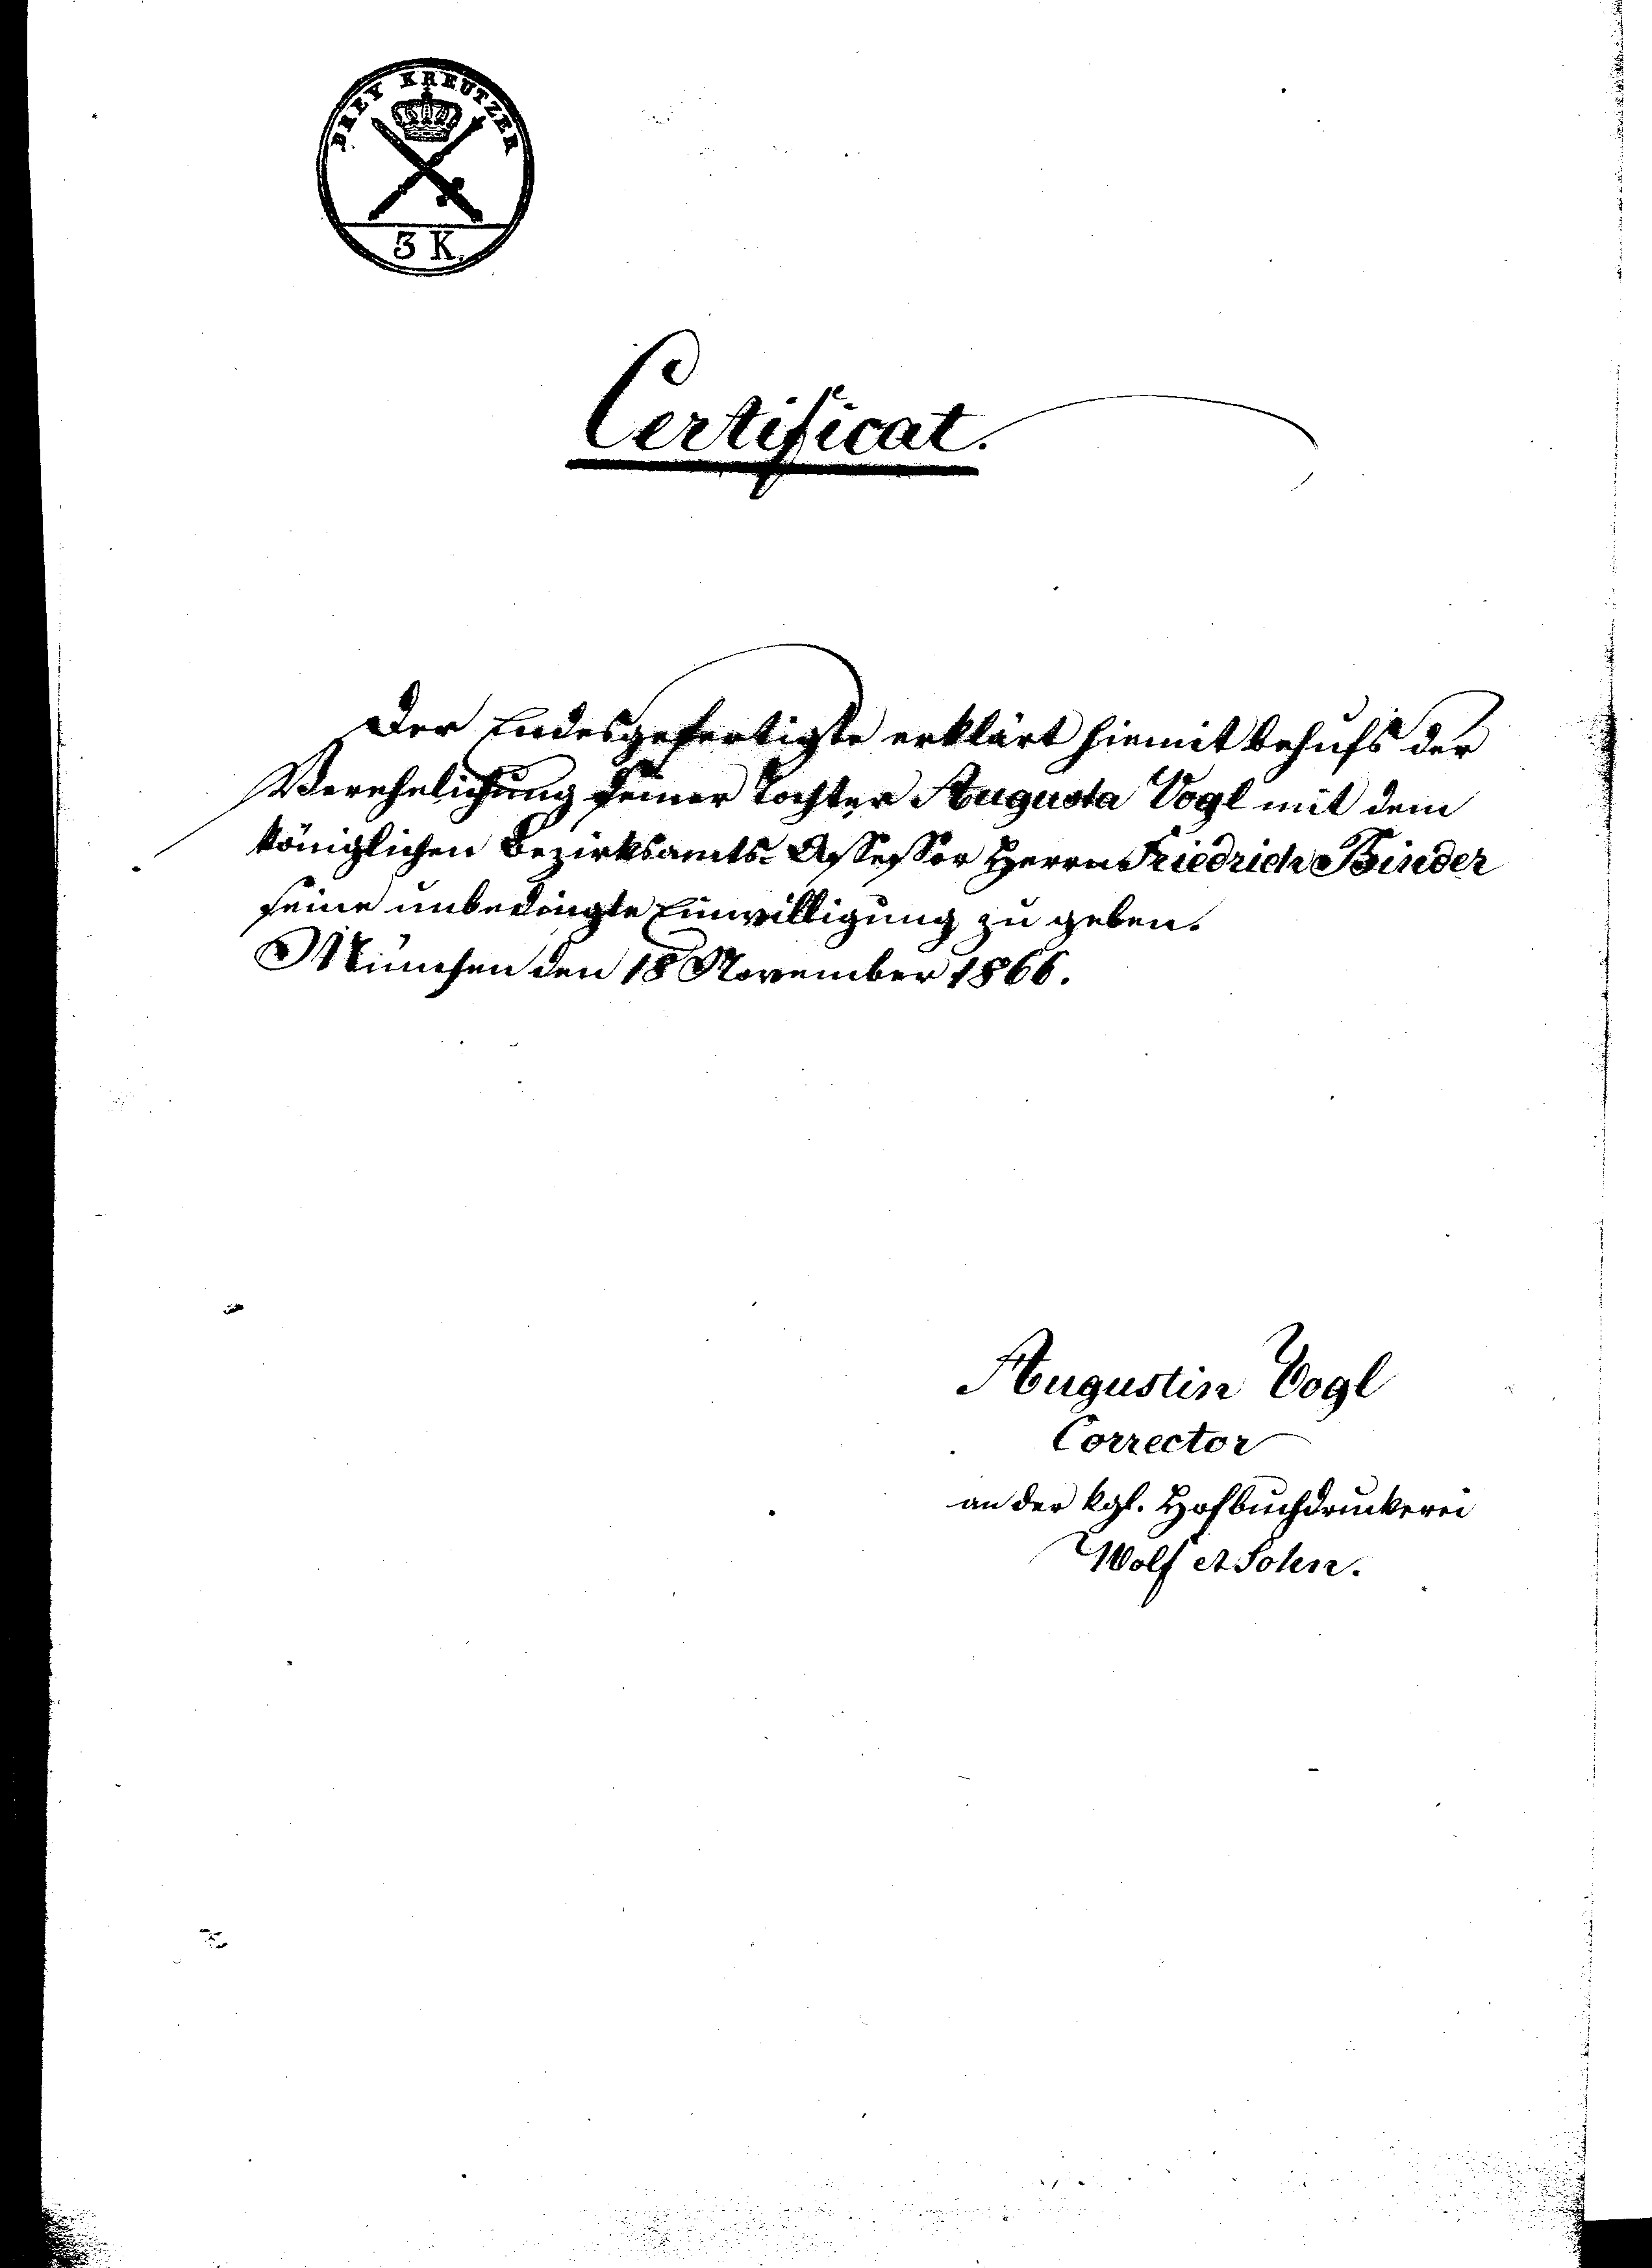 DREY KREUTZER
3 K.
Certificat.
Der Endesgefertigte erklärt hiemit behufs der
Verehelichung seiner Tochter Augusta Vogl mit dem
königlichen Bezirksamts-Assessor Herrn Friedrich Binder
seine unbedingte Einwilligung zu geben.
München den 18 November 1866.
Augustin Vogl
Corrector
an der kgl. Hofbuchdruckerei
Wolf et Sohn.